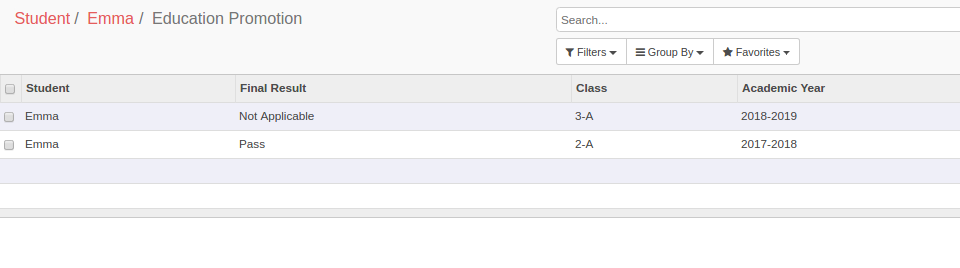 Student / Emma / Education Promotion
Search...
Filters Group By Favorites
Student Final Result Class Academic Year
Emma Not Applicable 3-A 2018-2019
Emma Pass 2-A 2017-2018